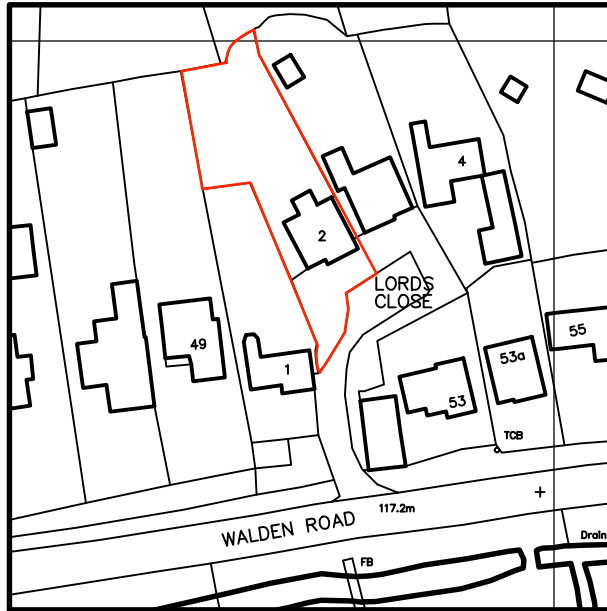 4
2
LORDS
CLOSE
49
1
53a
55
53
TCB
117.2m
WALDEN ROAD
Drain
FB